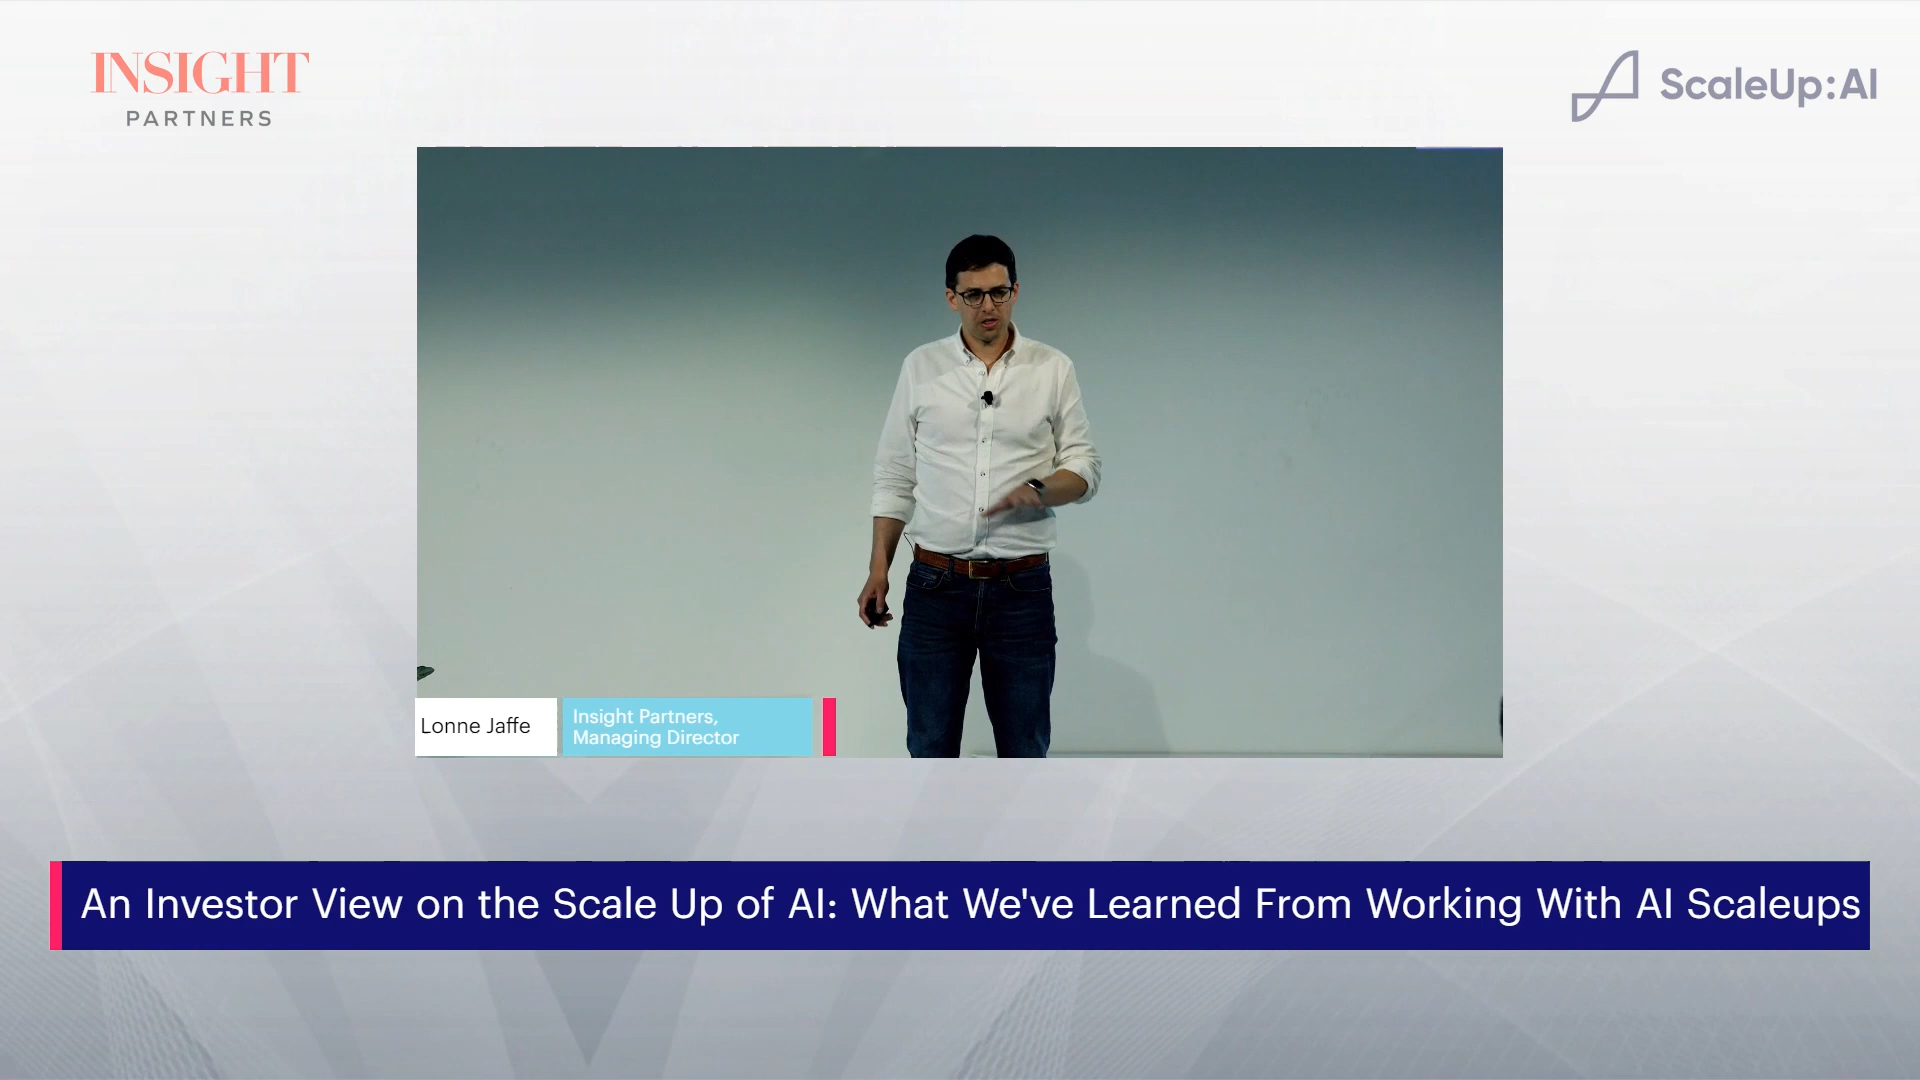 INSIGHT
PARTNERS
ScaleUp:AI
Lonne Jaffe
Insight Partners,
Managing Director
An Investor View on the Scale Up of AI: What We've Learned From Working With AI Scaleups